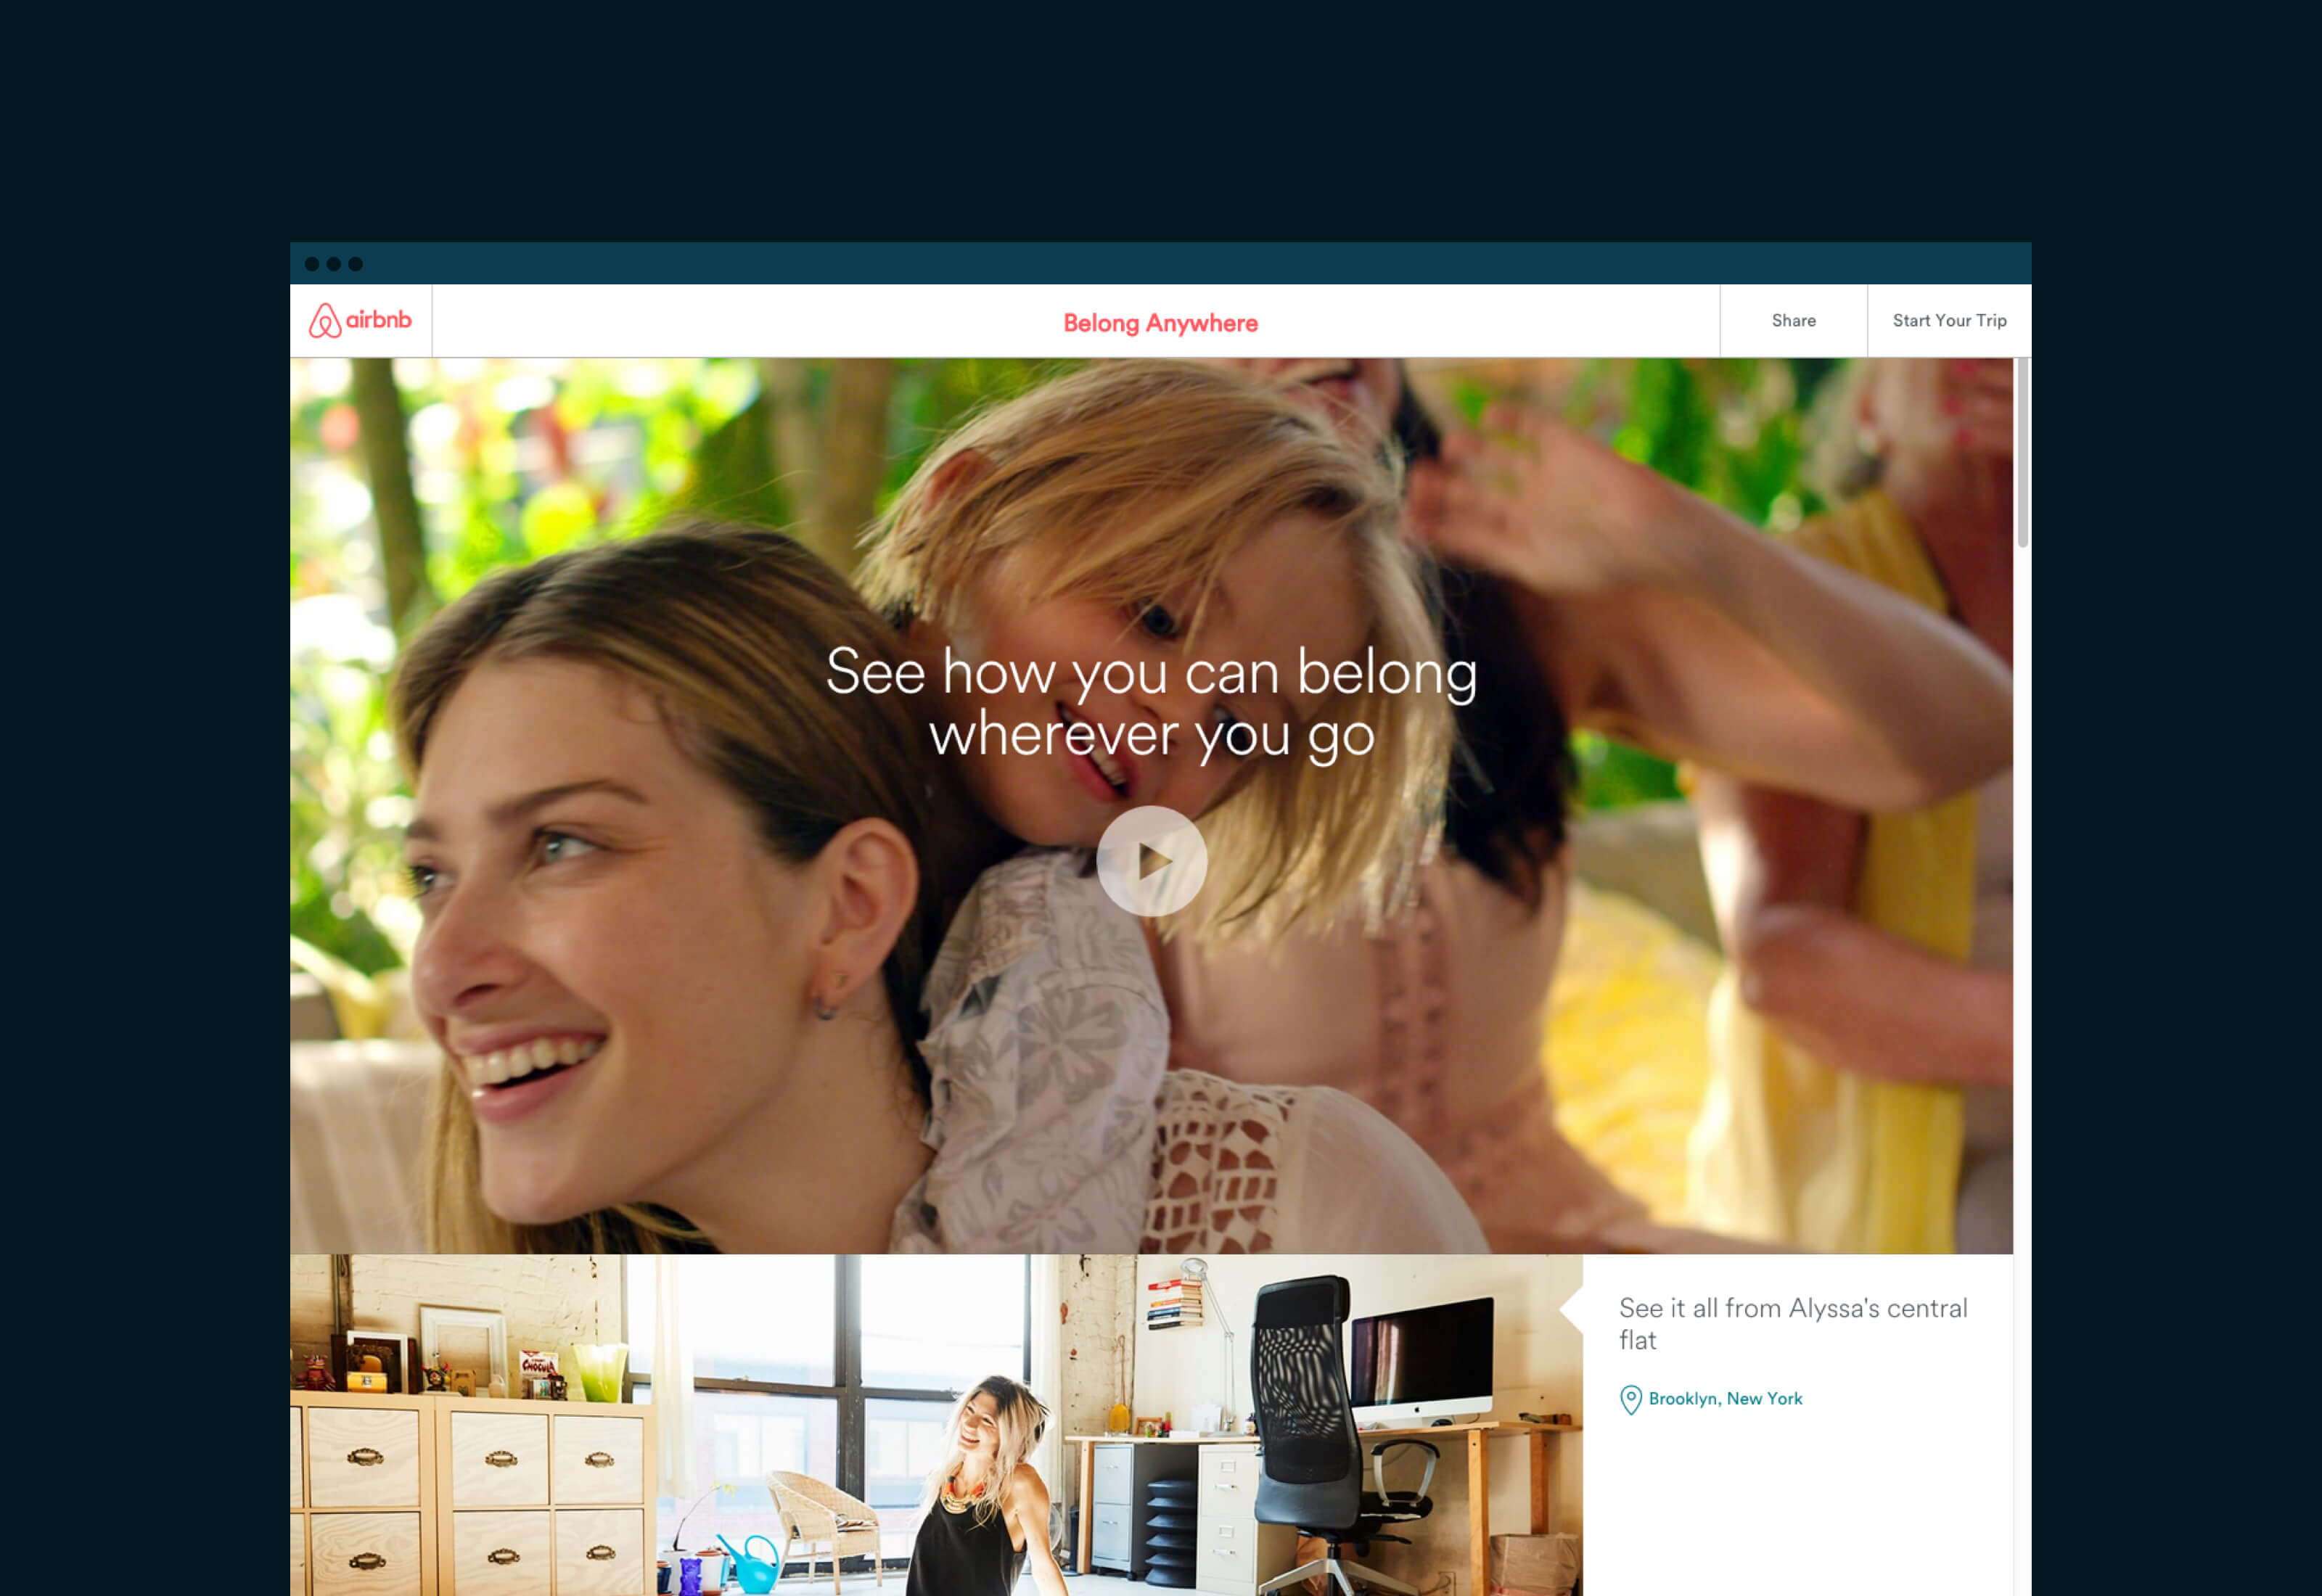 airbnb
Belong Anywhere
Share
Start Your Trip
See how you can belong
wherever you go
CHOCULA
See it all from Alyssa's central
flat
Brooklyn, New York